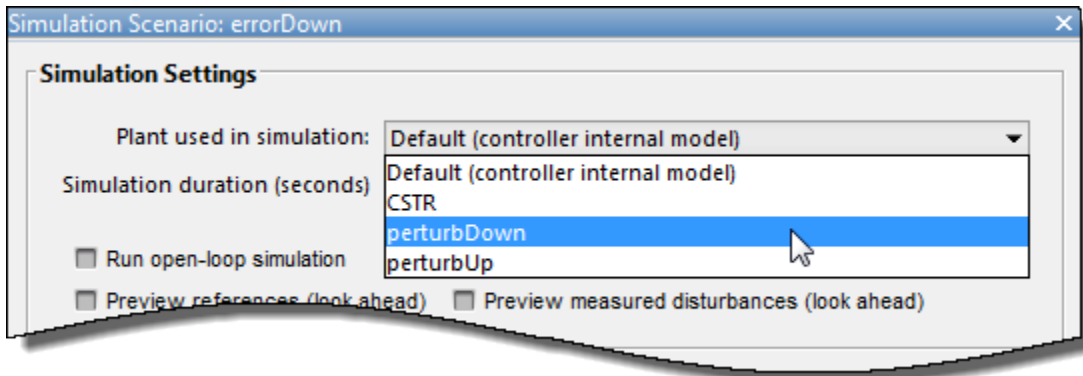 Simulation Scenario: errorDown
Simulation Settings
Plant used in simulation: Default (controller internal model)
Default (controller internal model)
Simulation duration (seconds)
CSTR
perturbDown
Run open-loop simulation
perturbUp
Preview references (look ahead) Preview measured disturbances (look ahead)